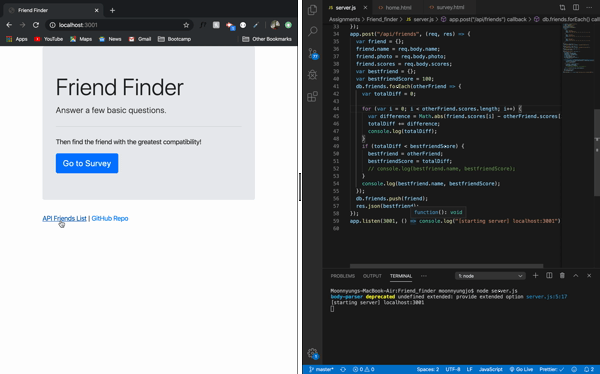 Friend Finder
localhost:3001
Apps
YouTube
Maps
News
Gmail
Bootcamp
Other Bookmarks
Friend Finder
Answer a few basic questions.
Then find the friend with the greatest compatibility!
Go to Survey
API Friends List | GitHub Repo
server.js
home.html
survey.html
Assignments > Friend_finder > server.js > app.post("/api/friends") callback > db.friends.forEach() call
33 });
34 app.post("/api/friends", (req, res) => {
35 var friend = {};
36 friend.name = req.body.name;
37 friend.photo = req.body.photo;
38 friend.scores = req.body.scores;
39 var bestfriend = {};
40 var bestfriendScore = 100;
41 db.friends.forEach(otherFriend => {
42 var totalDiff = 0;
43
44 for (var i = 0; i < otherFriend.scores.length; i++) {
45 var difference = Math.abs(friend.scores[i] - otherFriend.scores[
46 totalDiff += difference;
47 console.log(totalDiff);
48 }
49 if (totalDiff < bestfriendScore) {
50 bestfriend = otherFriend;
51 bestfriendScore = totalDiff;
52 // console.log(bestfriend.name, bestfriendScore);
53 }
54 console.log(bestfriend.name, bestfriendScore);
55 });
56 db.friends.push(friend);
57 res.json(bestfriend);
function(): void
58 });
59 app.listen(3001, () => console.log("[starting server] localhost:3001")
60
PROBLEMS OUTPUT TERMINAL ··· 1: node
Moonnyungs-MacBook-Air:Friend_finder moonnyungjo$ node server.js
body-parser deprecated undefined extended: provide extended option server.js:5:17
[starting server] localhost:3001
master* 0 0 Spaces: 2 UTF-8 LF JavaScript Go Live Prettier: ✓